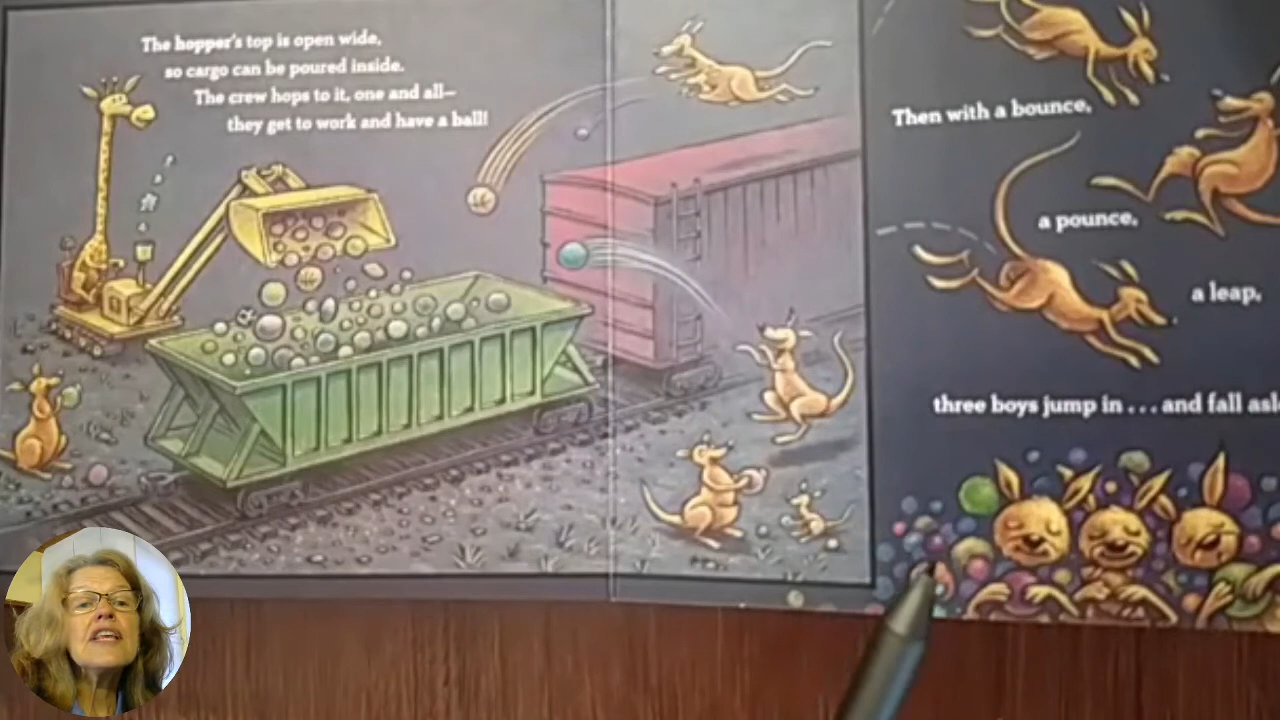 The hopper's top is open wide,
so cargo can be poured inside.
The crew hops to it, one and all—
they get to work and have a ball!
Then with a bounce,
a pounce,
a leap,
three boys jump in . . . and fall